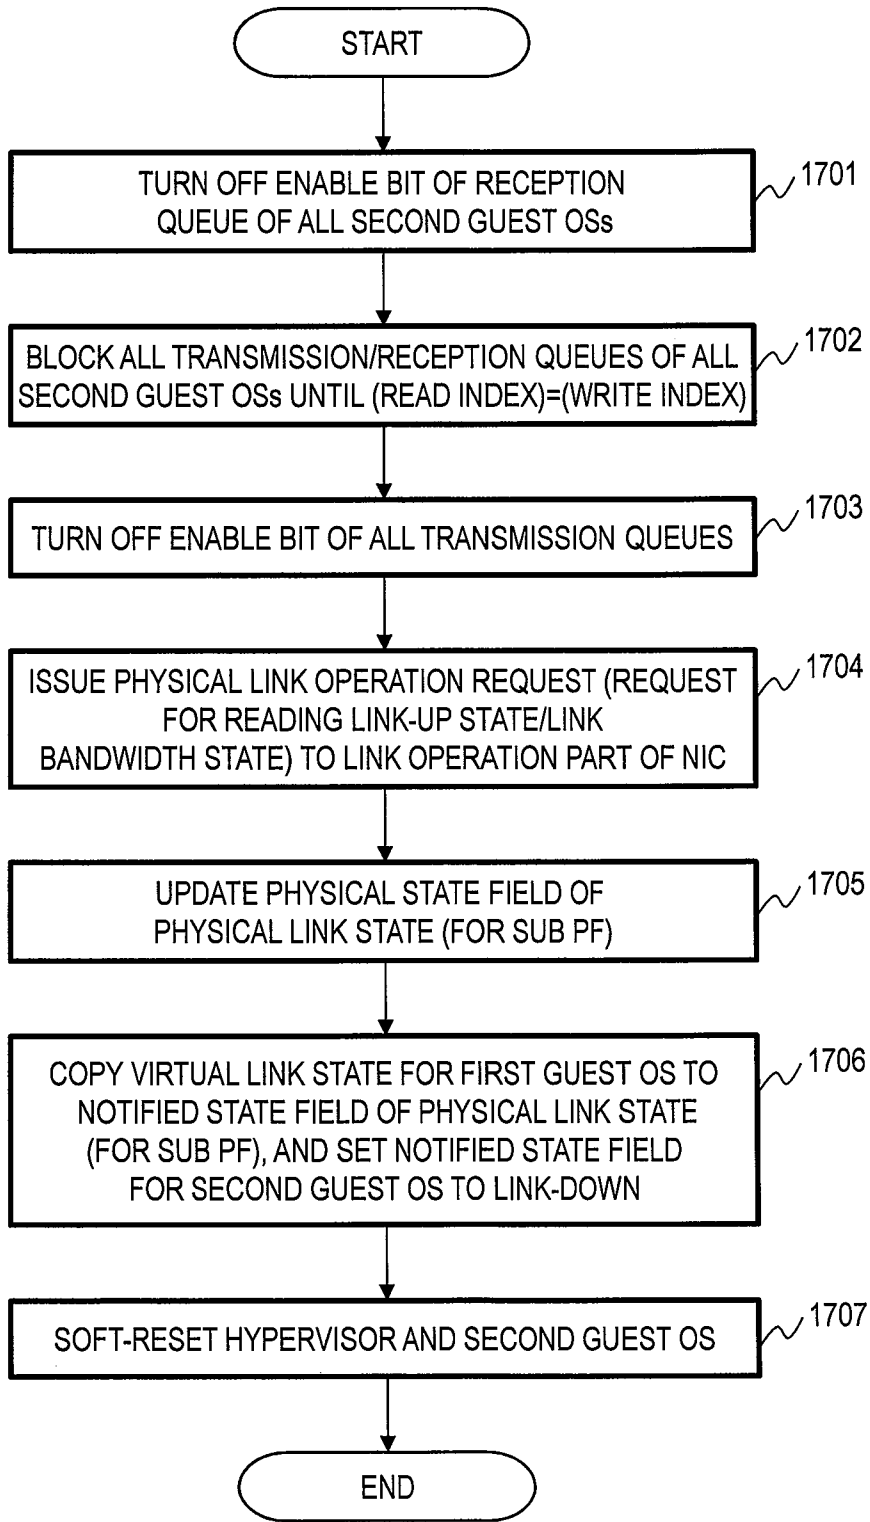 START
TURN OFF ENABLE BIT OF RECEPTION
QUEUE OF ALL SECOND GUEST OSs
1701
BLOCK ALL TRANSMISSION/RECEPTION QUEUES OF ALL
SECOND GUEST OSs UNTIL (READ INDEX)=(WRITE INDEX)
1702
TURN OFF ENABLE BIT OF ALL TRANSMISSION QUEUES
1703
ISSUE PHYSICAL LINK OPERATION REQUEST (REQUEST
FOR READING LINK-UP STATE/LINK
BANDWIDTH STATE) TO LINK OPERATION PART OF NIC
1704
UPDATE PHYSICAL STATE FIELD OF
PHYSICAL LINK STATE (FOR SUB PF)
1705
COPY VIRTUAL LINK STATE FOR FIRST GUEST OS TO
NOTIFIED STATE FIELD OF PHYSICAL LINK STATE
(FOR SUB PF), AND SET NOTIFIED STATE FIELD
FOR SECOND GUEST OS TO LINK-DOWN
1706
SOFT-RESET HYPERVISOR AND SECOND GUEST OS
1707
END